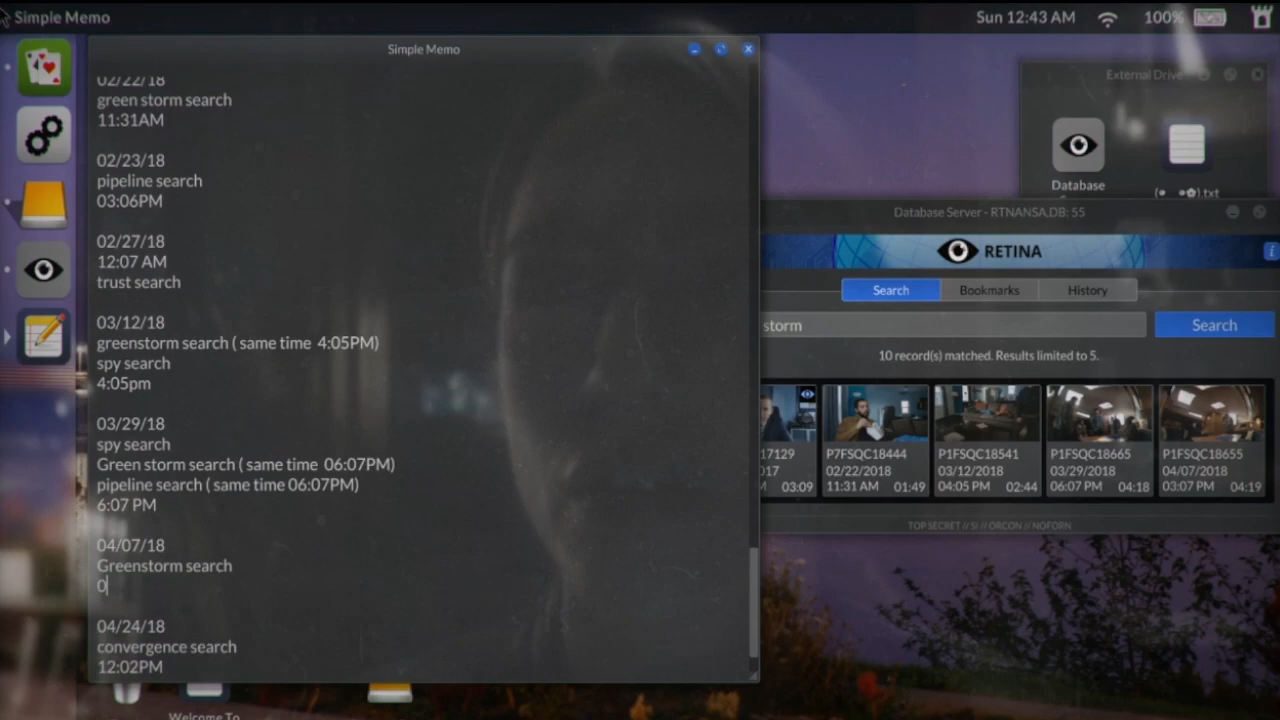 Simple Memo
Sun 12:43 AM
100%
Simple Memo
02/22/18
green storm search
11:31AM
02/23/18
pipeline search
03:06PM
02/27/18
12:07 AM
trust search
03/12/18
greenstorm search ( same time 4:05PM)
spy search
4:05pm
03/29/18
spy search
Green storm search ( same time 06:07PM)
pipeline search ( same time 06:07PM)
6:07 PM
04/07/18
Greenstorm search
0
04/24/18
convergence search
12:02PM
External Drive
Database
.txt
Database Server - RTNANSA.DB: 55
RETINA
i
Search
Bookmarks
History
storm
Search
10 record(s) matched. Results limited to 5.
17129
017
M 03:09
P7FSQC18444
02/22/2018
11:31 AM 01:49
P1FSQC18541
03/12/2018
04:05 PM 02:44
P1FSQC18665
03/29/2018
06:07 PM 04:18
P1FSQC18655
04/07/2018
03:07 PM 04:19
TOP SECRET // SI // ORCON // NOFORN
Welcome To